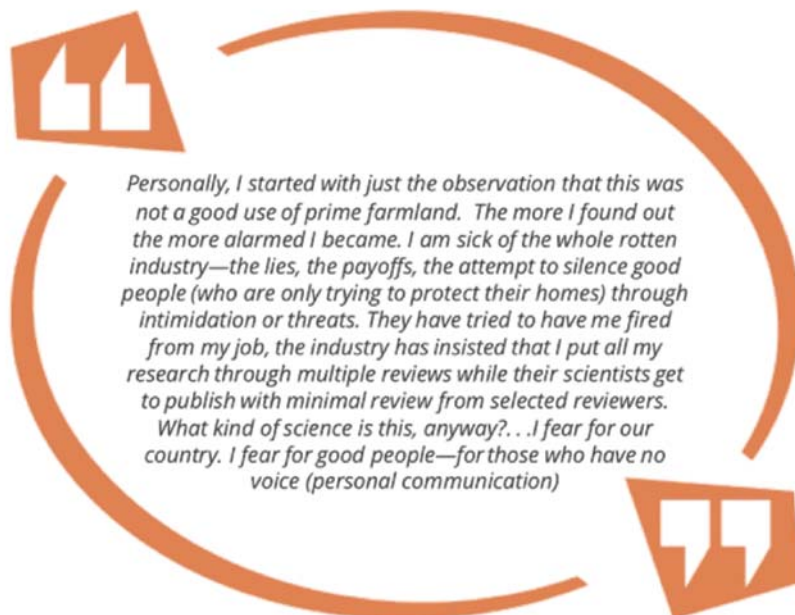 Personally, I started with just the observation that this was
not a good use of prime farmland.  The more I found out
the more alarmed I became. I am sick of the whole rotten
industry—the lies, the payoffs, the attempt to silence good
people (who are only trying to protect their homes) through
intimidation or threats. They have tried to have me fired
from my job, the industry has insisted that I put all my
research through multiple reviews while their scientists get
to publish with minimal review from selected reviewers.
What kind of science is this, anyway?. . .I fear for our
country. I fear for good people—for those who have no
voice (personal communication)